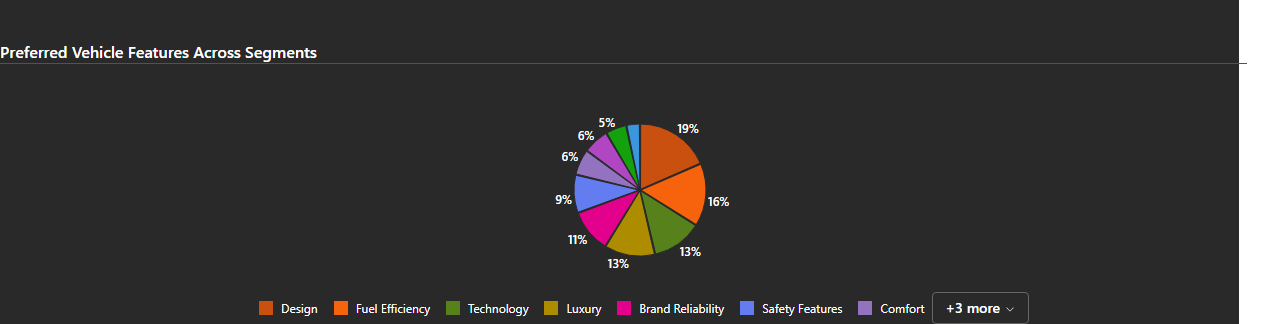 Preferred Vehicle Features Across Segments
5%
19%
6%
6%
16%
9%
11%
13%
13%
Design
Fuel Efficiency
Technology
Luxury
Brand Reliability
Safety Features
Comfort
+3 more